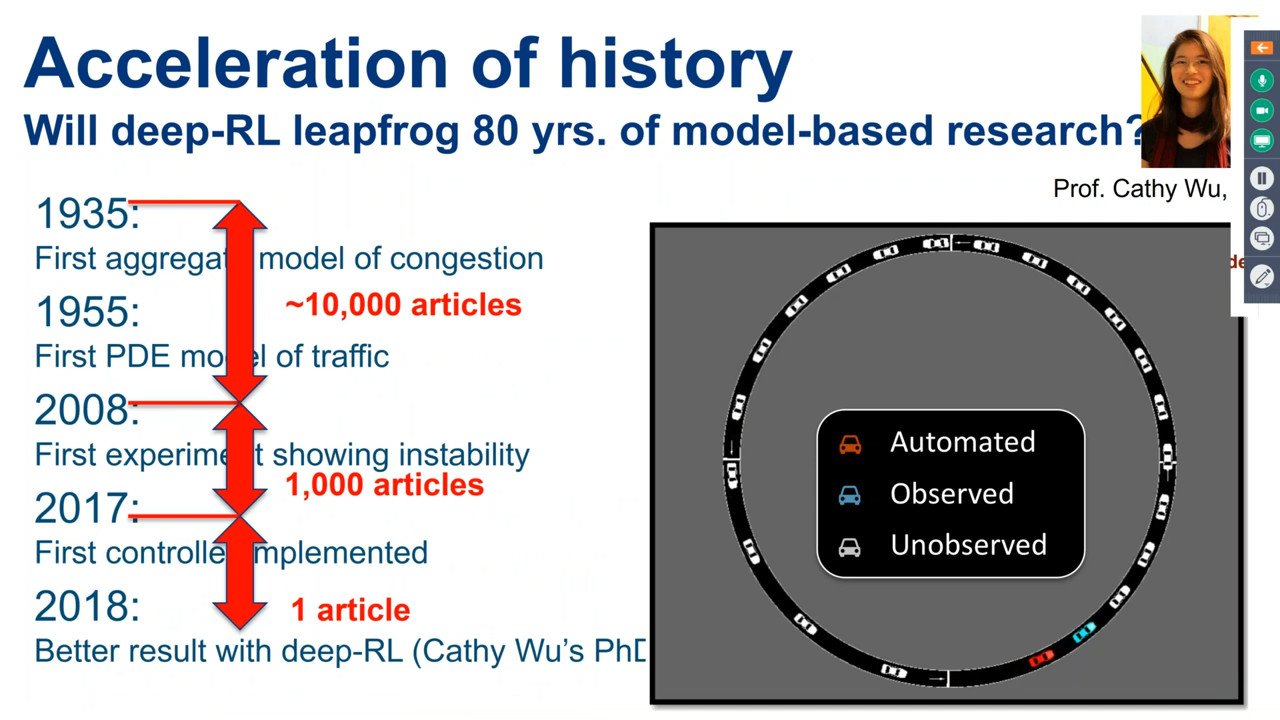 Acceleration of history
Will deep-RL leapfrog 80 yrs. of model-based research?
Prof. Cathy Wu,
1935:
First aggregate model of congestion
~10,000 articles
1955:
First PDE model of traffic
2008:
First experiment showing instability
1,000 articles
2017:
First controller implemented
2018:
1 article
Better result with deep-RL (Cathy Wu's PhD
Automated
Observed
Unobserved